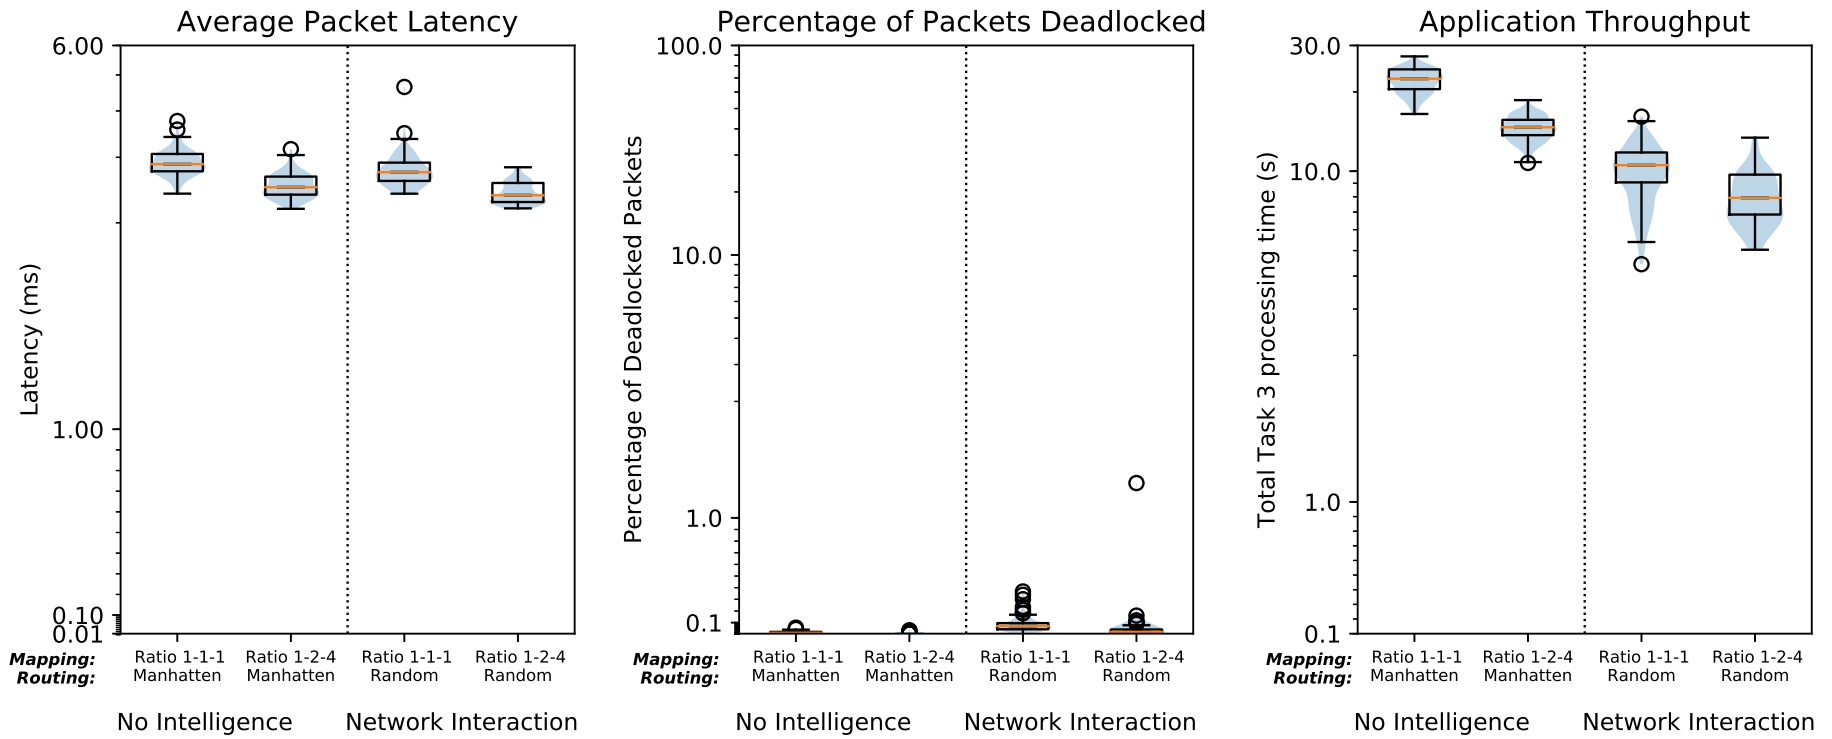 Average Packet Latency
6.00
1.00
0.10
0.01
Latency (ms)
Mapping: Ratio 1-1-1 Ratio 1-2-4 Ratio 1-1-1 Ratio 1-2-4
Routing: Manhatten Manhatten Random Random
No Intelligence Network Interaction
Percentage of Packets Deadlocked
100.0
10.0
1.0
0.1
Percentage of Deadlocked Packets
Mapping: Ratio 1-1-1 Ratio 1-2-4 Ratio 1-1-1 Ratio 1-2-4
Routing: Manhatten Manhatten Random Random
No Intelligence Network Interaction
Application Throughput
30.0
10.0
1.0
0.1
Total Task 3 processing time (s)
Mapping: Ratio 1-1-1 Ratio 1-2-4 Ratio 1-1-1 Ratio 1-2-4
Routing: Manhatten Manhatten Random Random
No Intelligence Network Interaction